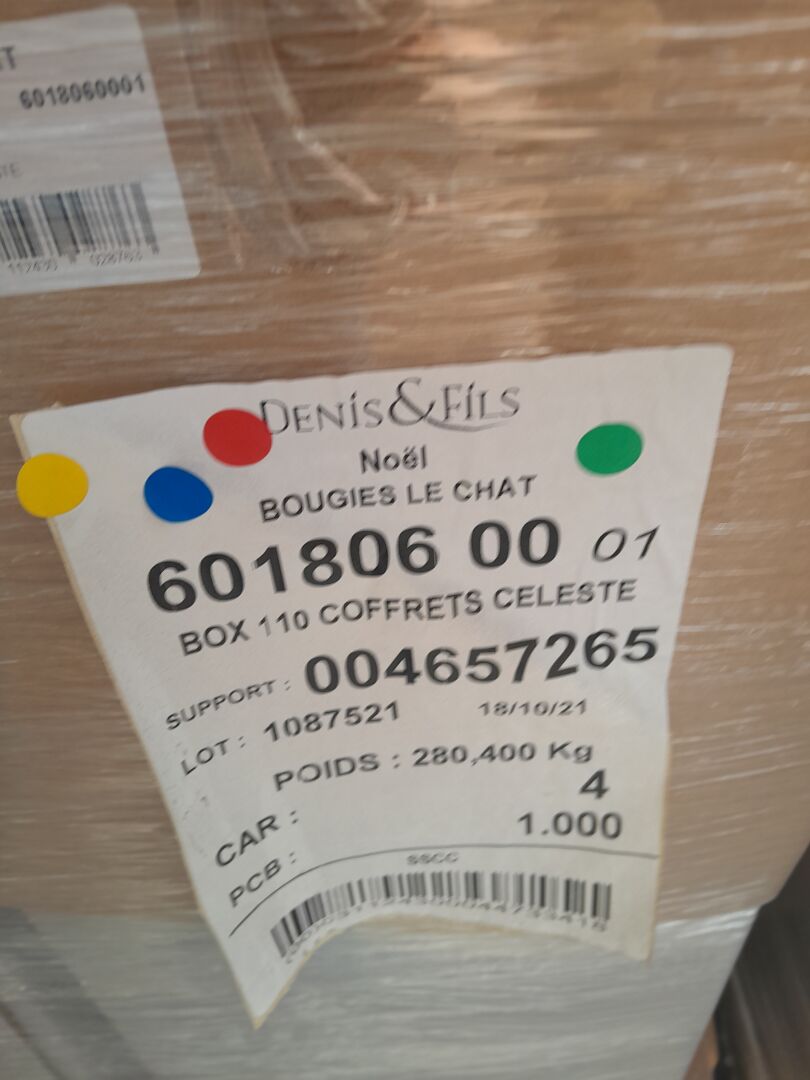 6018060001
DENIS & FILS
Noël
BOUGIES LE CHAT
601806 00 01
BOX 110 COFFRETS CELESTE
SUPPORT : 004657265
LOT : 1087521 18/10/21
POIDS : 280,400 Kg
CAR : 4
PCB : 1.000
SSCC